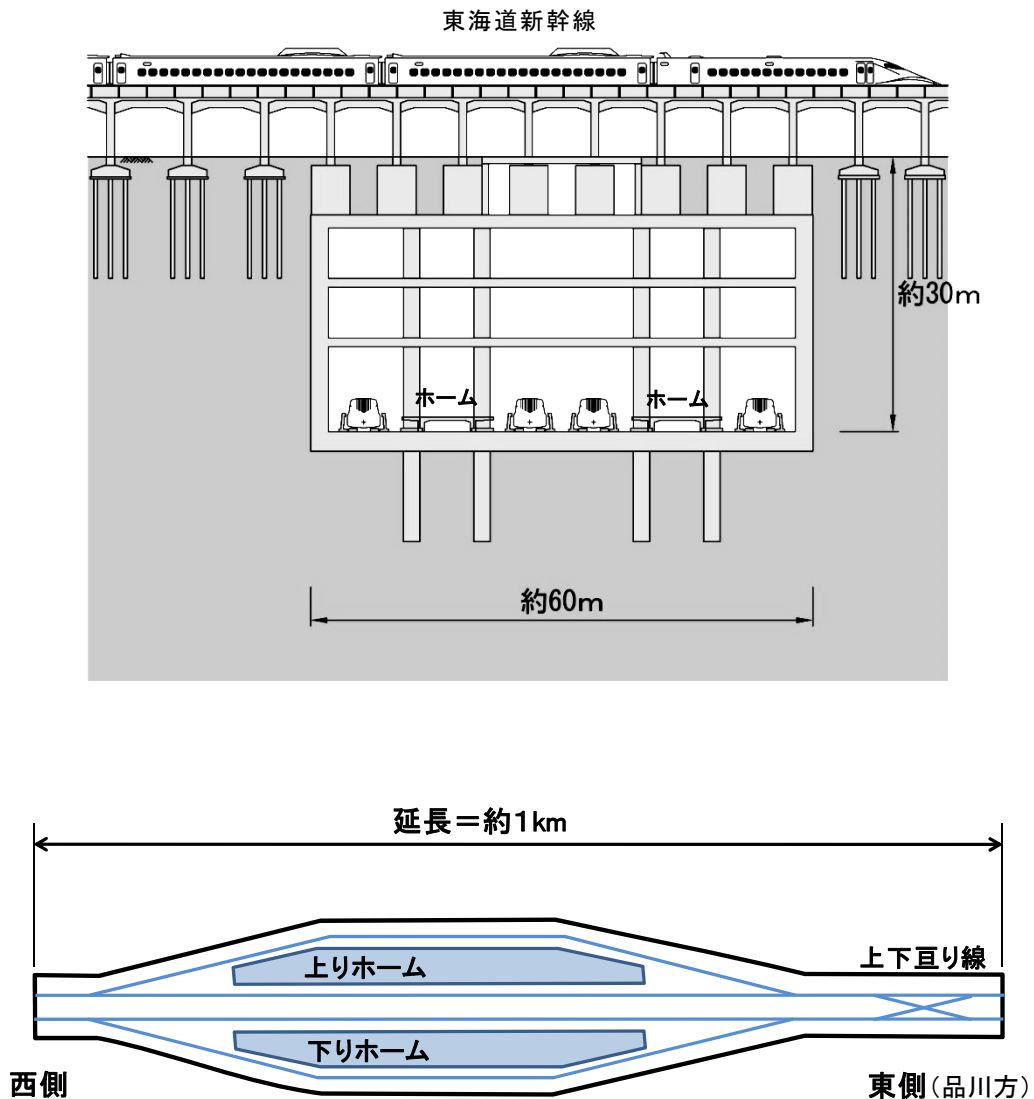 東海道新幹線
約30m
ホーム
ホーム
約60m
延長=約1km
上下亘り線
上りホーム
下りホーム
西側
東側(品川方)